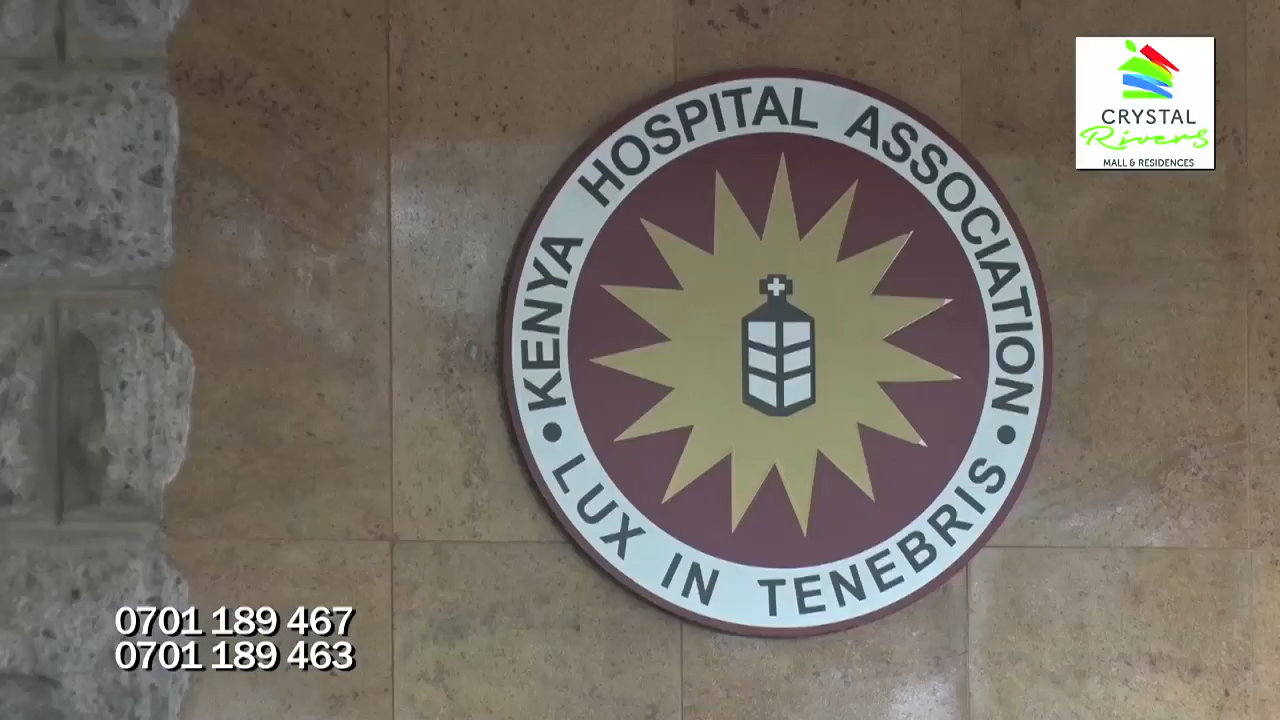 KENYA HOSPITAL ASSOCIATION
• LUX IN TENEBRIS •
CRYSTAL
Rivers
MALL & RESIDENCES
0701 189 467
0701 189 463